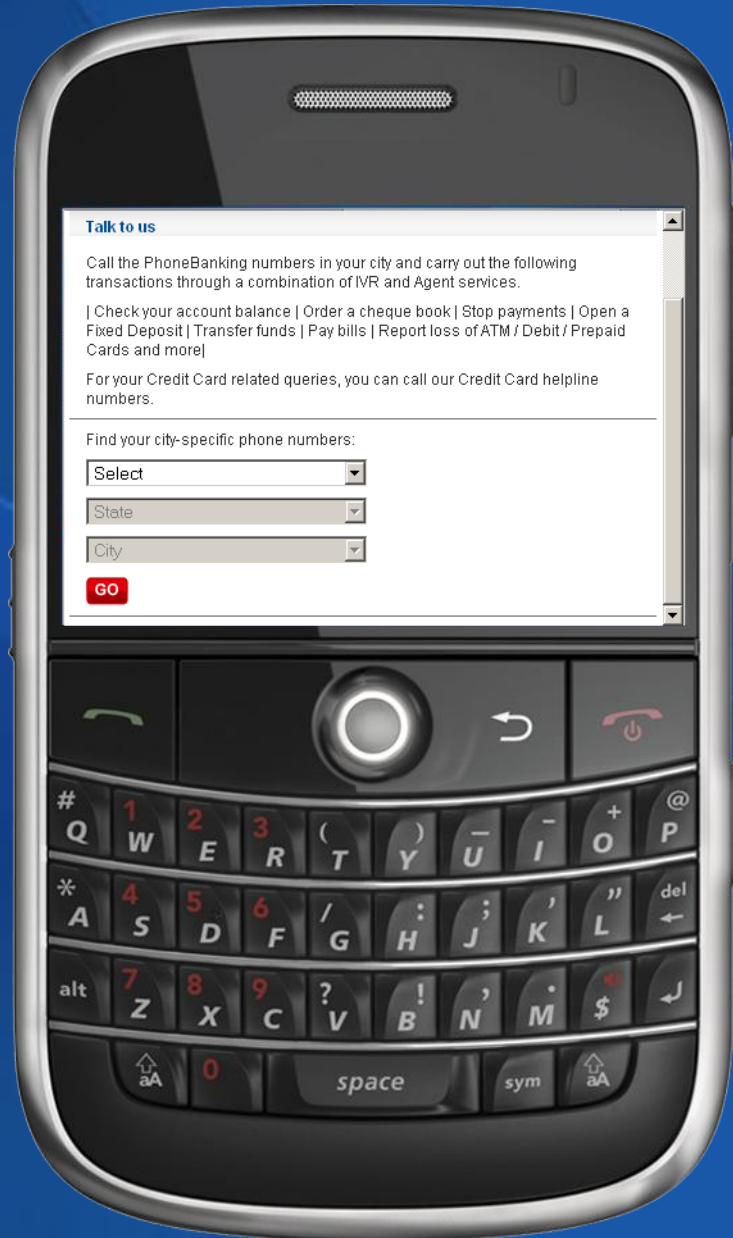 Talk to us
Call the PhoneBanking numbers in your city and carry out the following
transactions through a combination of IVR and Agent services.
| Check your account balance | Order a cheque book | Stop payments | Open a
Fixed Deposit | Transfer funds | Pay bills | Report loss of ATM / Debit / Prepaid
Cards and more|
For your Credit Card related queries, you can call our Credit Card helpline
numbers.
Find your city-specific phone numbers:
Select
State
City
GO
# 1 2 3 ( ) _ - + @
Q W E R T Y U I O P
* 4 5 6 / : ; ' " del
A S D F G H J K L
alt 7 8 9 ? ! , . $
Z X C V B N M
aA 0 space sym aA